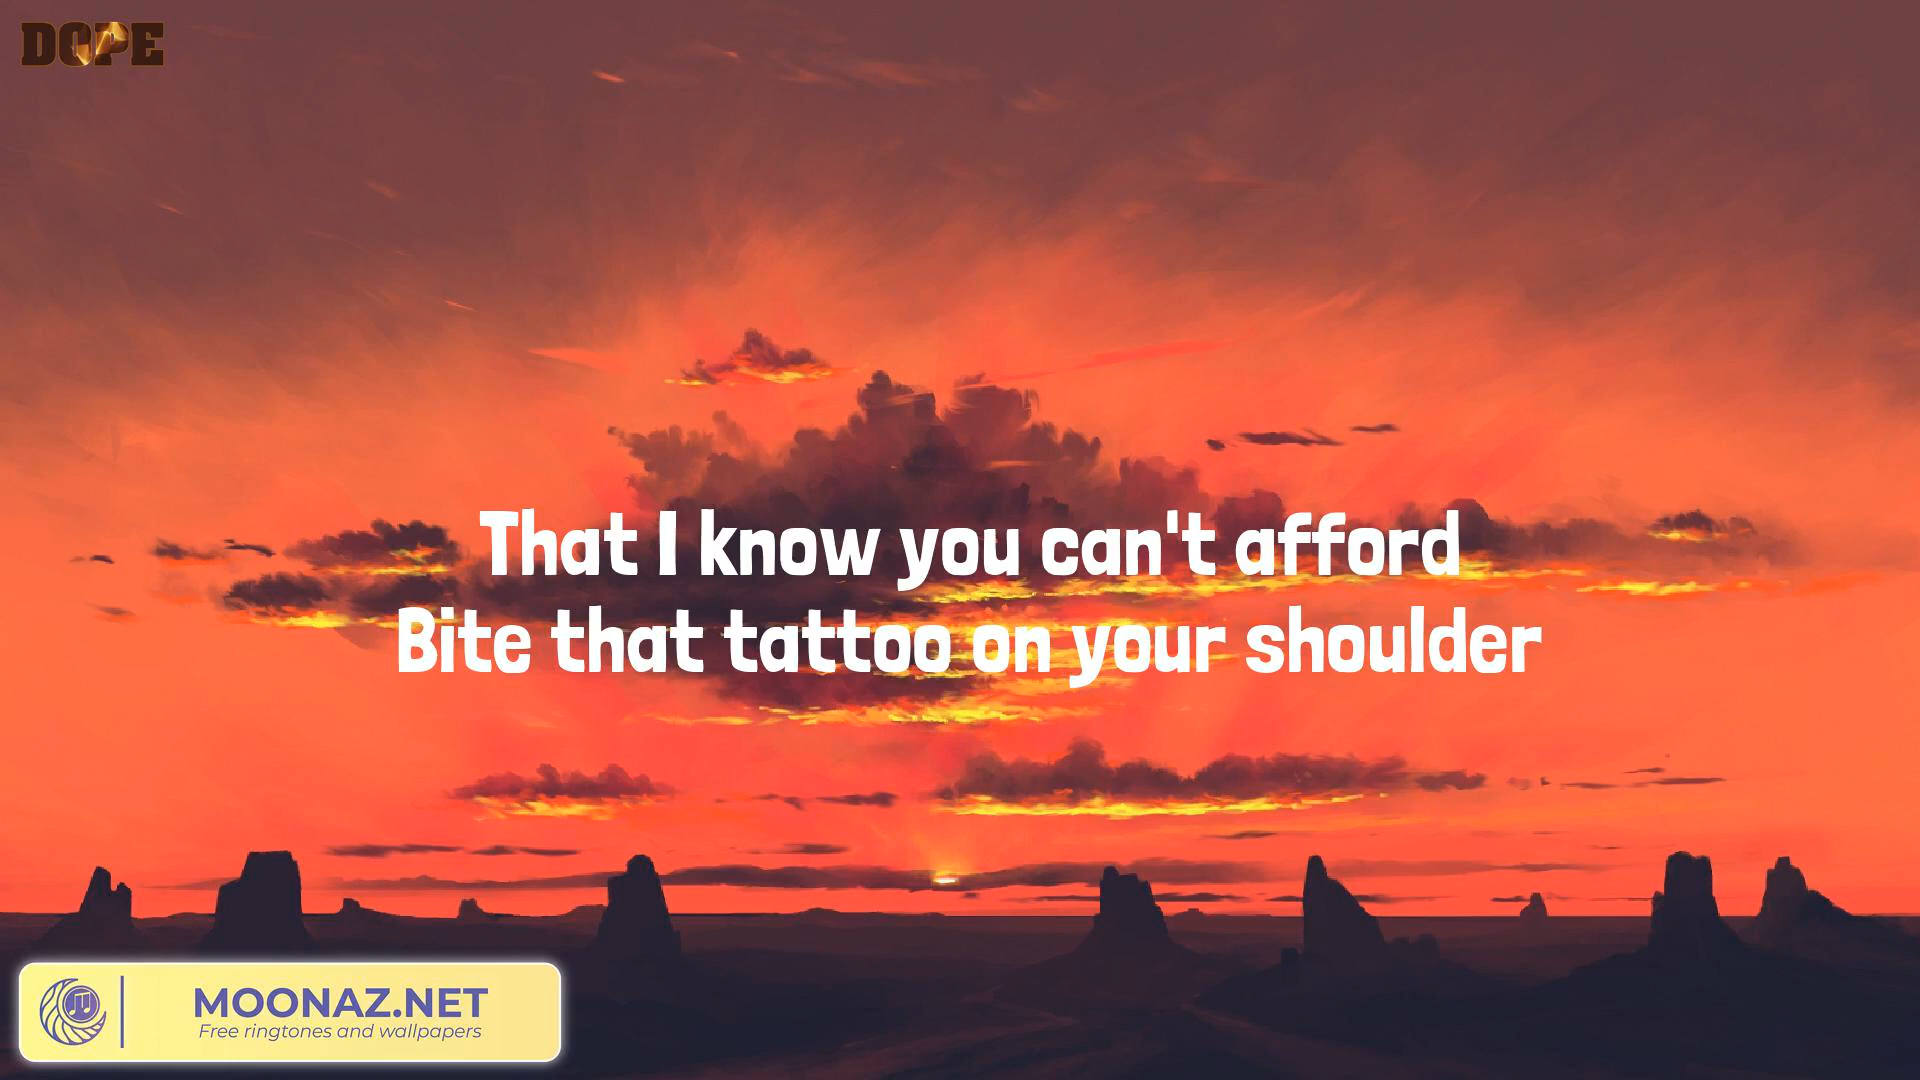 DOPE
That I know you can't afford
Bite that tattoo on your shoulder
MOONAZ.NET
Free ringtones and wallpapers